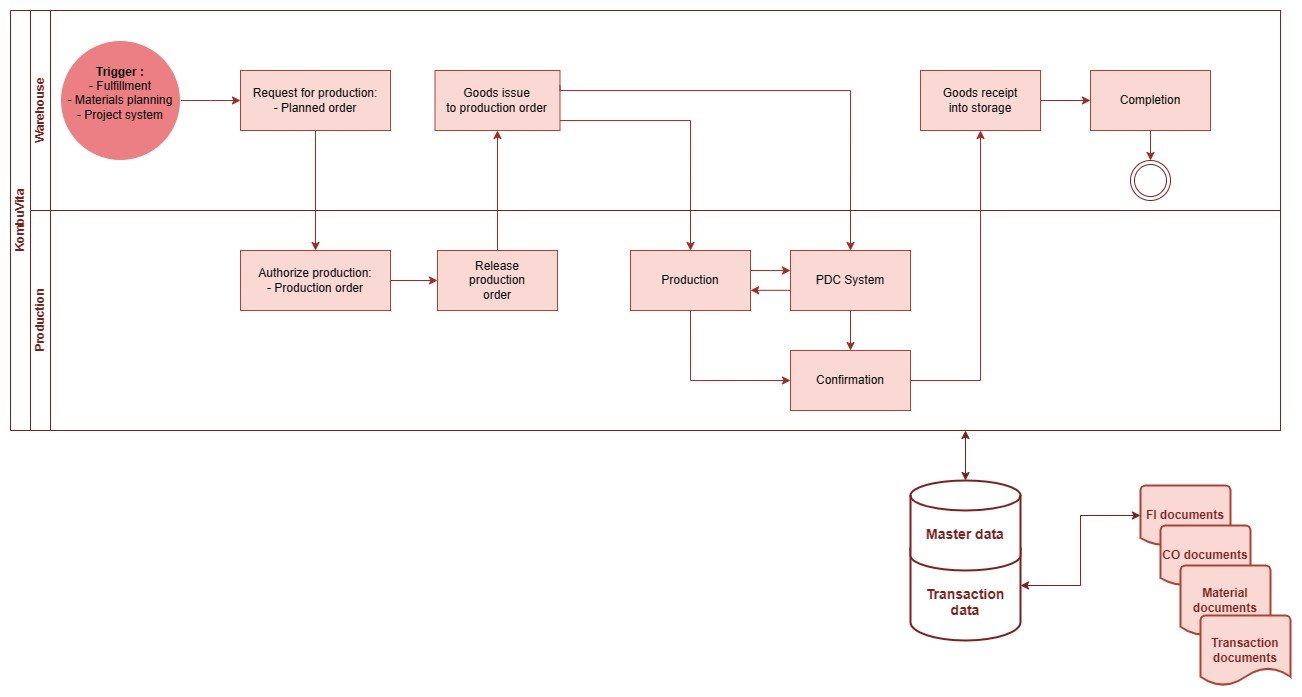 KombuVita
Warehouse
Trigger :
- Fulfillment
- Materials planning
- Project system
Request for production:
- Planned order
Goods issue
to production order
Goods receipt
into storage
Completion
Production
Authorize production:
- Production order
Release
production
order
Production
PDC System
Confirmation
Master data
Transaction
data
FI documents
CO documents
Material
documents
Transaction
documents